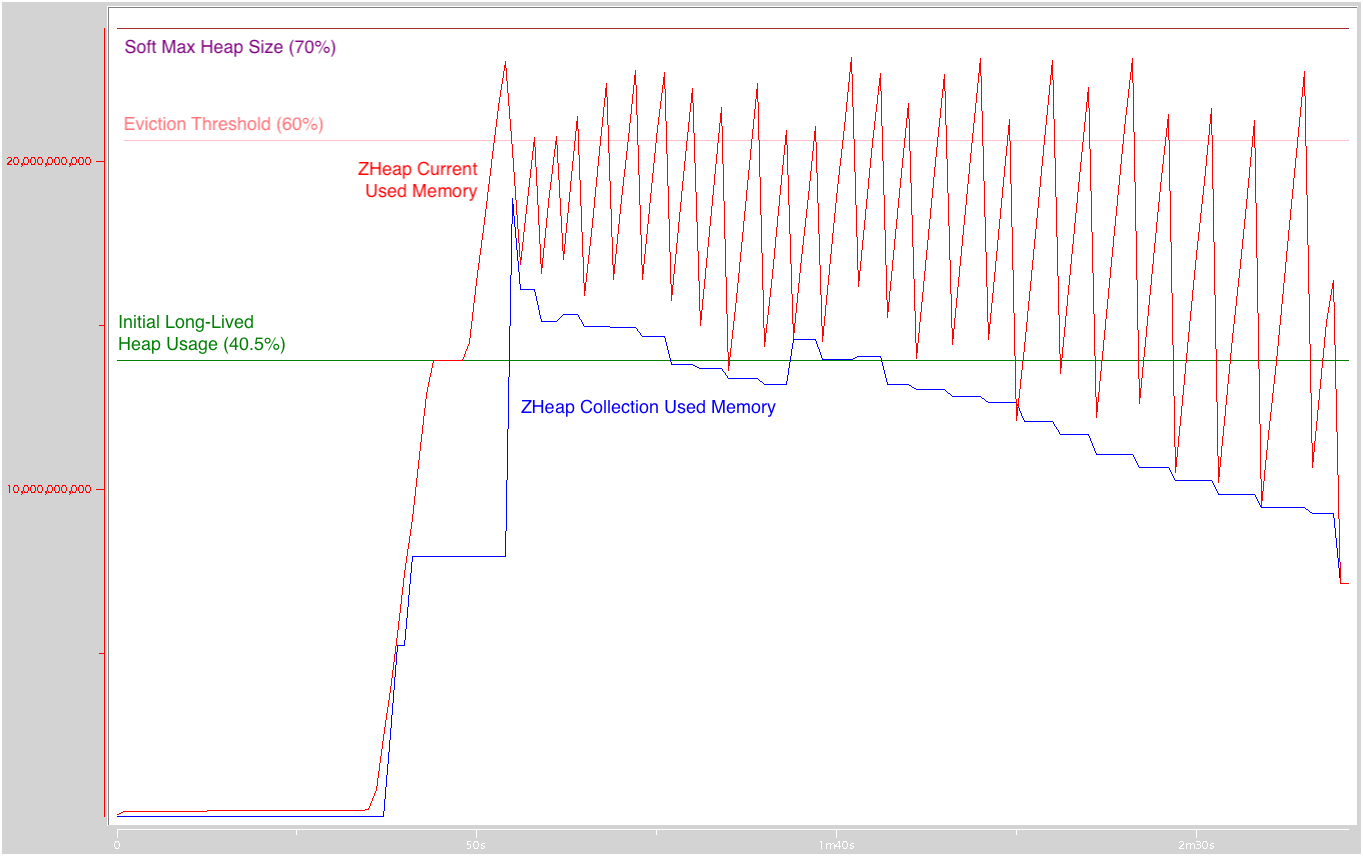 Soft Max Heap Size (70%)
Eviction Threshold (60%)
20,000,000,000
ZHeap Current
Used Memory
Initial Long-Lived
Heap Usage (40.5%)
ZHeap Collection Used Memory
10,000,000,000
0
50s
1m40s
2m30s